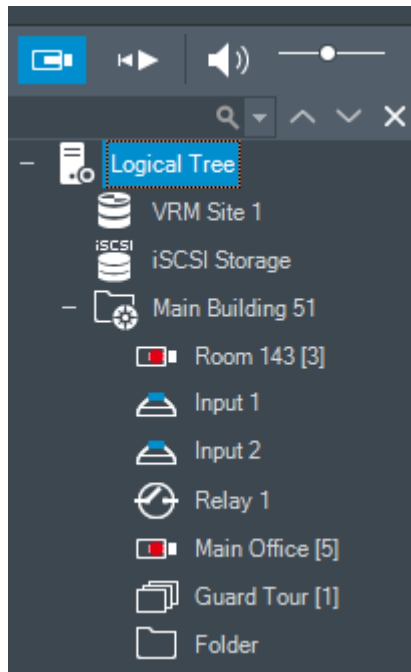 Logical Tree
VRM Site 1
iSCSI
iSCSI Storage
Main Building 51
Room 143 [3]
Input 1
Input 2
Relay 1
Main Office [5]
Guard Tour [1]
Folder